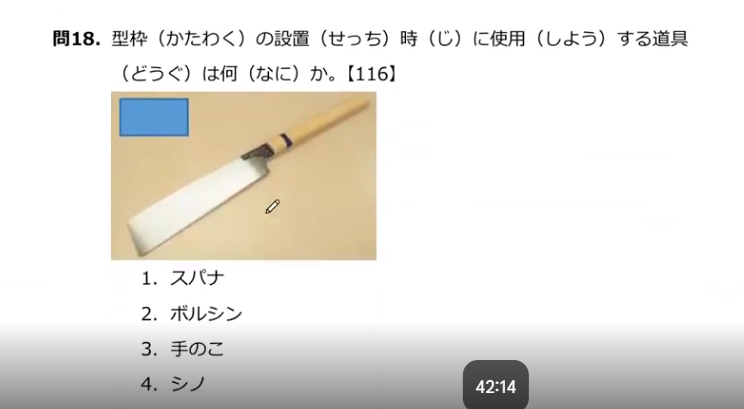 問18．型枠（かたわく）の設置（せっち）時（じ）に使用（しよう）する道具
（どうぐ）は何（なに）か。【116】
1．スパナ
2．ボルシン
3．手のこ
4．シノ
42:14